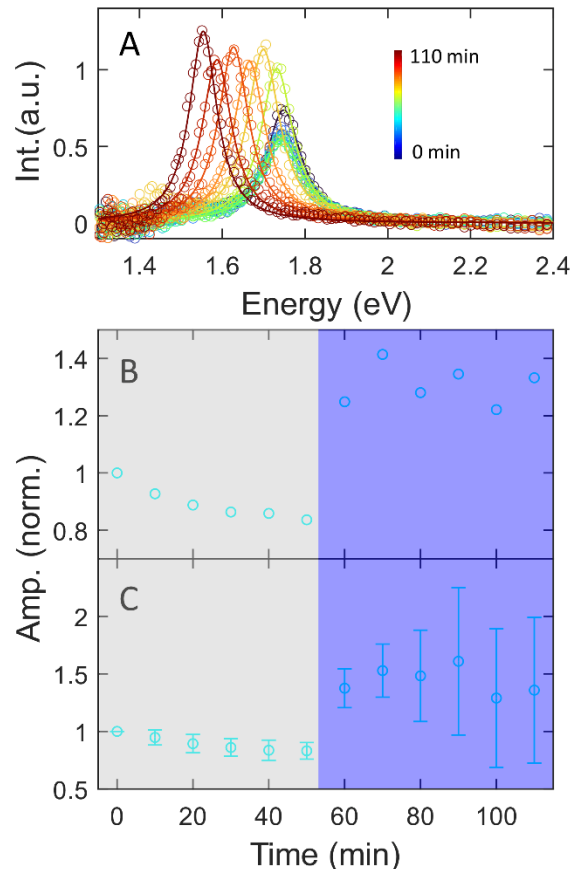 A
110 min
0 min
Int.(a.u.)
1
0.5
0
1.4
1.6
1.8
2
2.2
2.4
Energy (eV)
B
1.4
1.2
1
0.8
Amp. (norm.)
C
2
1.5
1
0.5
0
20
40
60
80
100
Time (min)